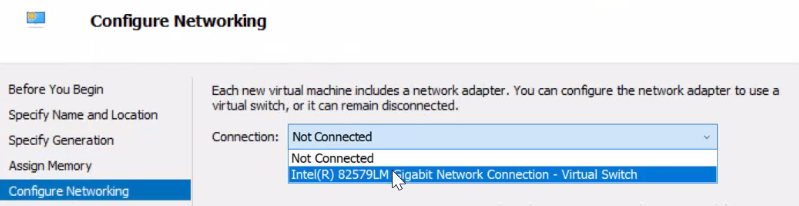 Configure Networking
Before You Begin
Specify Name and Location
Specify Generation
Assign Memory
Configure Networking
Each new virtual machine includes a network adapter. You can configure the network adapter to use a
virtual switch, or it can remain disconnected.
Connection: Not Connected
Not Connected
Intel(R) 82579LM Gigabit Network Connection - Virtual Switch